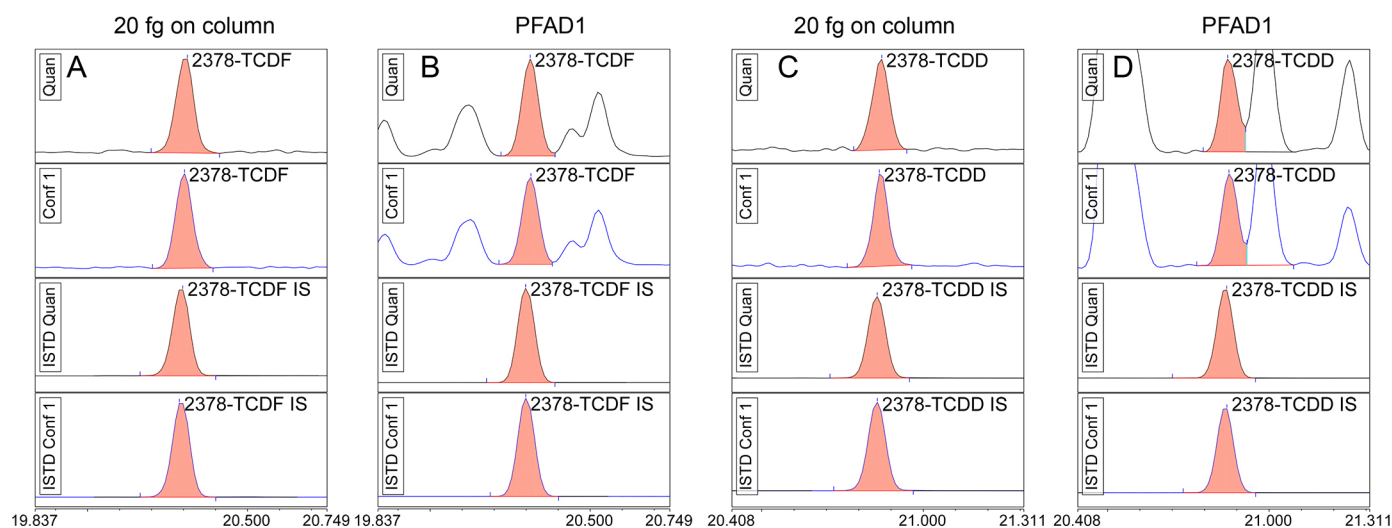 20 fg on column
PFAD1
20 fg on column
PFAD1
A
Quan
2378-TCDF
B
Quan
2378-TCDF
C
Quan
2378-TCDD
D
Quan
2378-TCDD
Conf 1
2378-TCDF
Conf 1
2378-TCDF
Conf 1
2378-TCDD
Conf 1
2378-TCDD
ISTD Quan
2378-TCDF IS
ISTD Quan
2378-TCDF IS
ISTD Quan
2378-TCDD IS
ISTD Quan
2378-TCDD IS
ISTD Conf 1
2378-TCDF IS
ISTD Conf 1
2378-TCDF IS
ISTD Conf 1
2378-TCDD IS
ISTD Conf 1
2378-TCDD IS
19.837 20.500 20.749
19.837 20.500 20.749
20.408 21.000 21.311
20.408 21.000 21.311